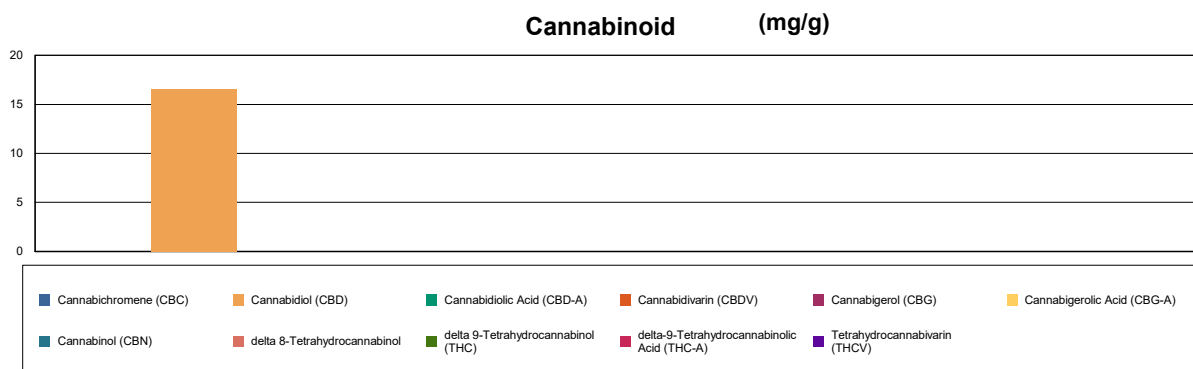 Cannabinoid (mg/g)
20
15
10
5
0
Cannabichromene (CBC) Cannabidiol (CBD) Cannabidiolic Acid (CBD-A) Cannabidivarin (CBDV) Cannabigerol (CBG) Cannabigerolic Acid (CBG-A)
Cannabinol (CBN) delta 8-Tetrahydrocannabinol delta 9-Tetrahydrocannabinol delta-9-Tetrahydrocannabinolic Tetrahydrocannabivarin
(THC) Acid (THC-A) (THCV)